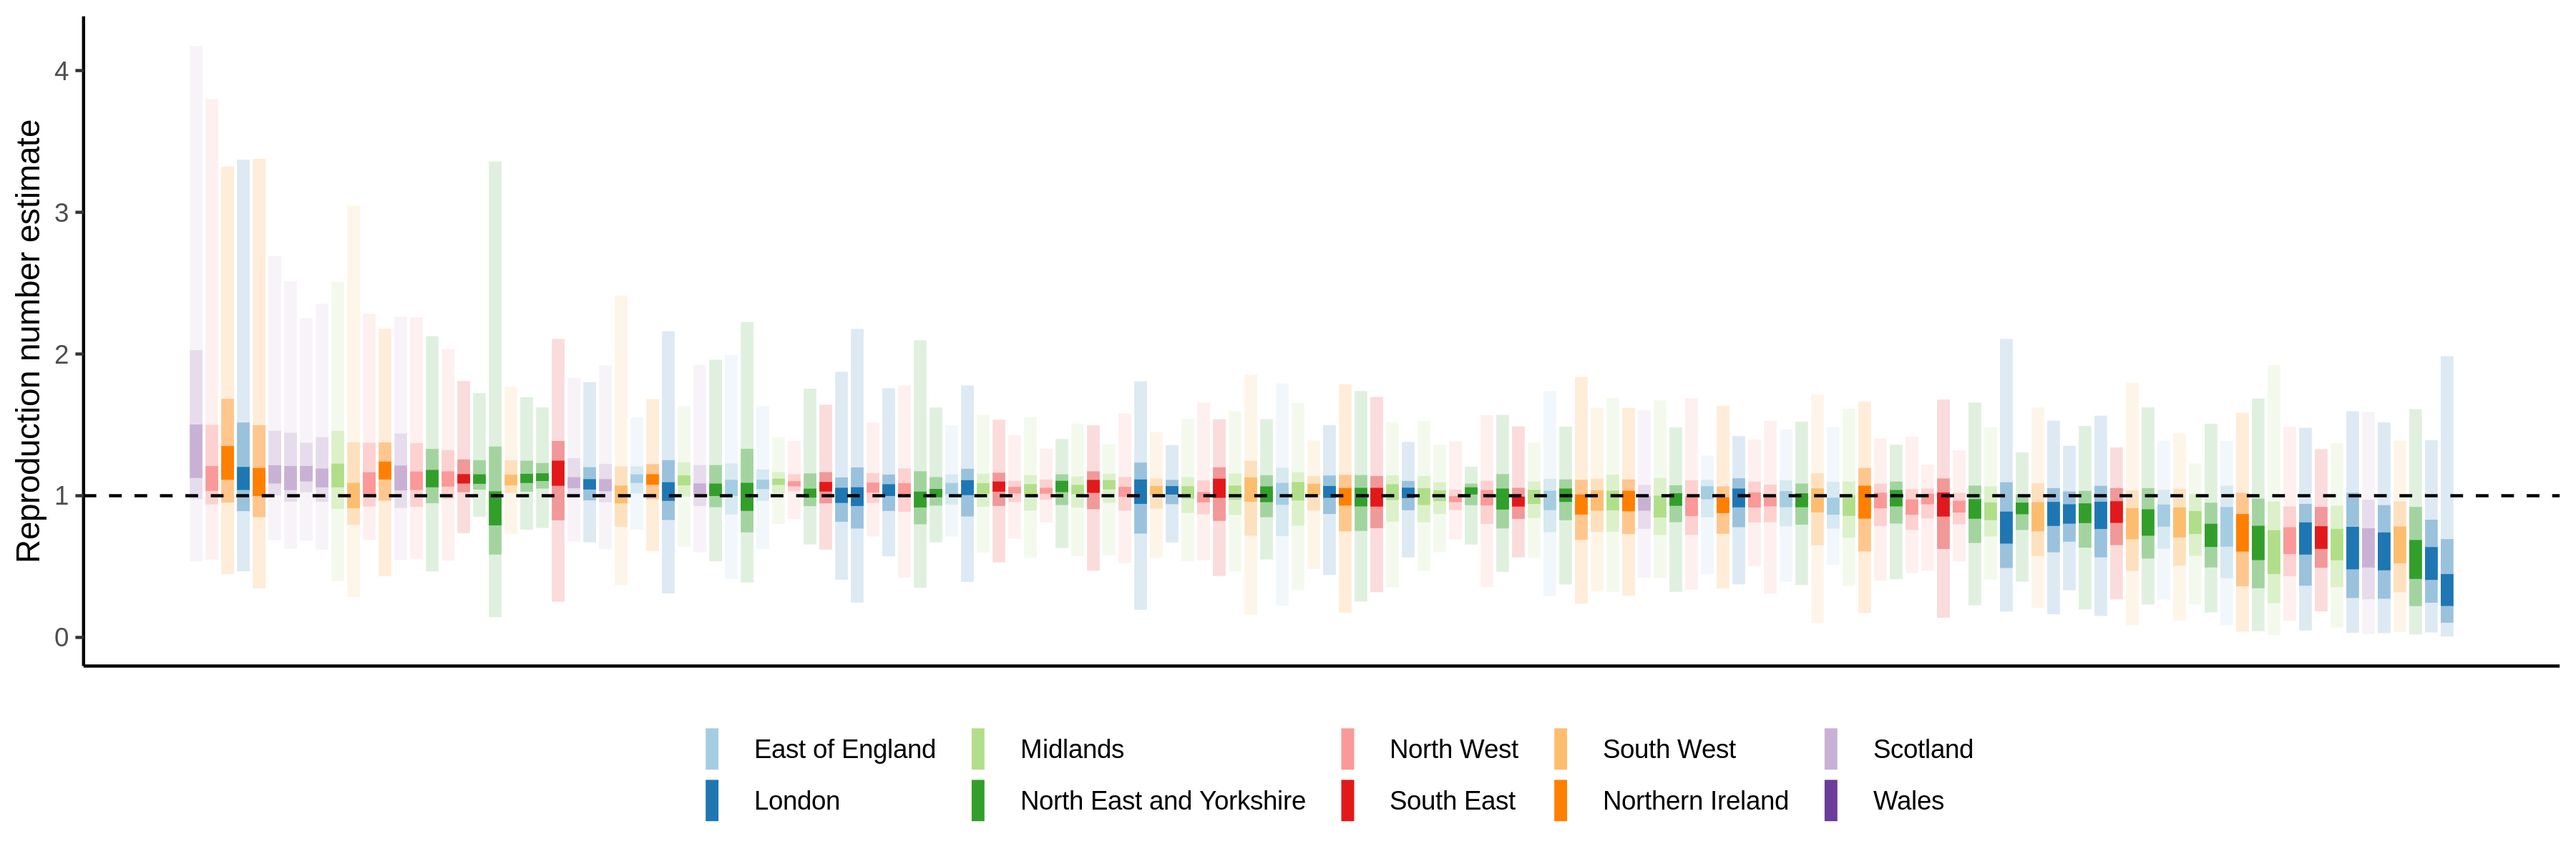 Reproduction number estimate
4
3
2
1
0
East of England
Midlands
North West
South West
Scotland
London
North East and Yorkshire
South East
Northern Ireland
Wales